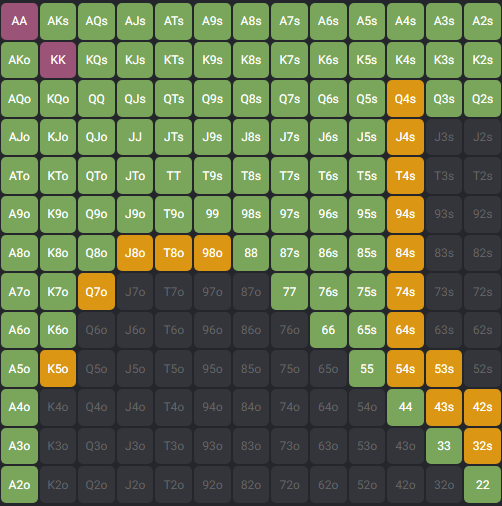 AA AKs AQs AJs ATs A9s A8s A7s A6s A5s A4s A3s A2s
AKo KK KQs KJs KTs K9s K8s K7s K6s K5s K4s K3s K2s
AQo KQo QQ QJs QTs Q9s Q8s Q7s Q6s Q5s Q4s Q3s Q2s
AJo KJo QJo JJ JTs J9s J8s J7s J6s J5s J4s J3s J2s
ATo KTo QTo JTo TT T9s T8s T7s T6s T5s T4s T3s T2s
A9o K9o Q9o J9o T9o 99 98s 97s 96s 95s 94s 93s 92s
A8o K8o Q8o J8o T8o 98o 88 87s 86s 85s 84s 83s 82s
A7o K7o Q7o J7o T7o 97o 87o 77 76s 75s 74s 73s 72s
A6o K6o Q6o J6o T6o 96o 86o 76o 66 65s 64s 63s 62s
A5o K5o Q5o J5o T5o 95o 85o 75o 65o 55 54s 53s 52s
A4o K4o Q4o J4o T4o 94o 84o 74o 64o 54o 44 43s 42s
A3o K3o Q3o J3o T3o 93o 83o 73o 63o 53o 43o 33 32s
A2o K2o Q2o J2o T2o 92o 82o 72o 62o 52o 42o 32o 22